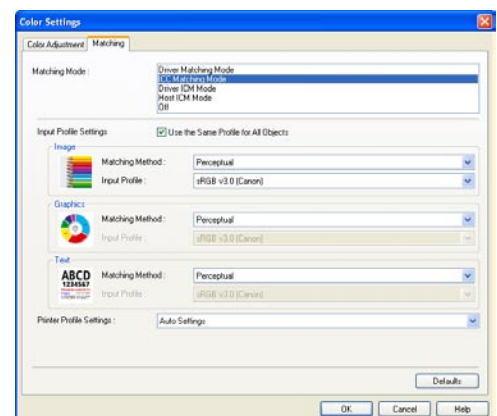 Color Settings
Color Adjustment Matching
Matching Mode :
Driver Matching Mode
ICC Matching Mode
Driver ICM Mode
Host ICM Mode
Off
Input Profile Settings
Use the Same Profile for All Objects
Image
Matching Method : Perceptual
Input Profile : sRGB v3.0 (Canon)
Graphics
Matching Method : Perceptual
Input Profile : sRGB v3.0 (Canon)
Text
ABCD
1234567
Matching Method : Perceptual
Input Profile : sRGB v3.0 (Canon)
Printer Profile Settings : Auto Settings
Defaults
OK Cancel Help